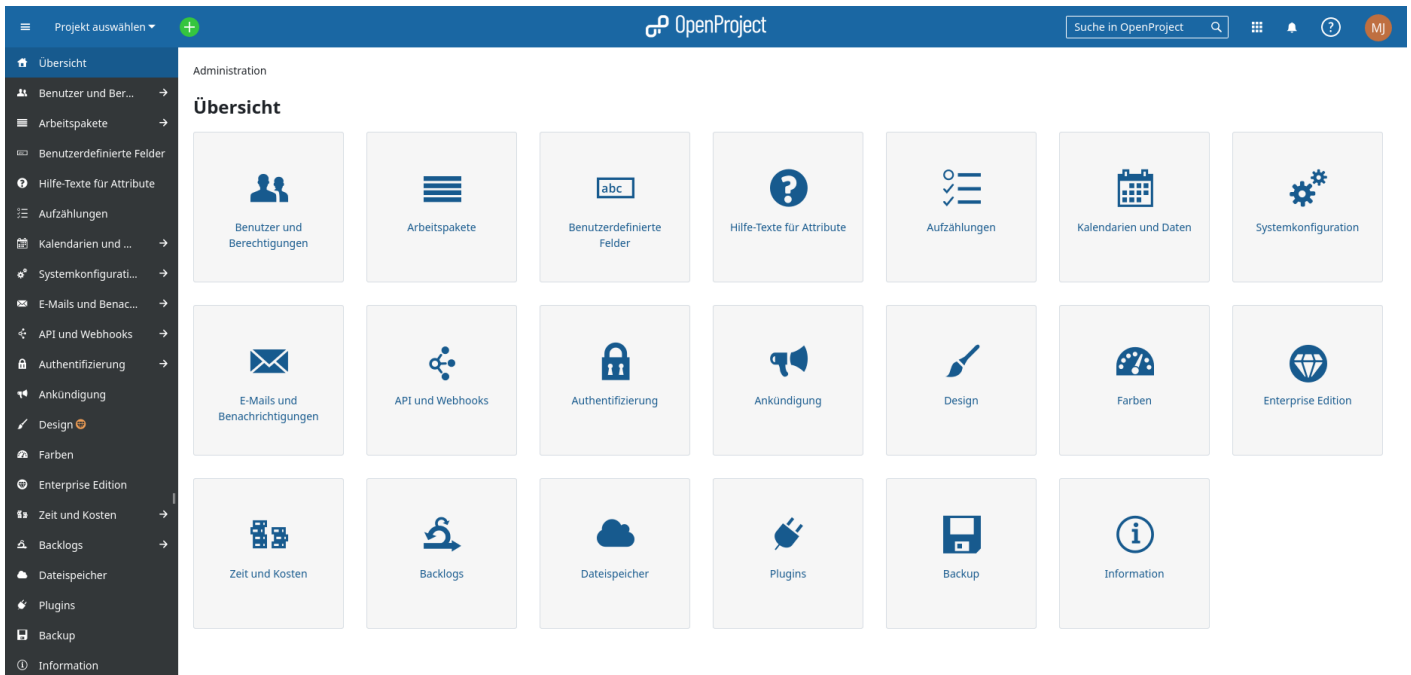 Projekt auswählen
OpenProject
Suche in OpenProject
MJ
Übersicht
Benutzer und Ber...
Arbeitspakete
Benutzerdefinierte Felder
Hilfe-Texte für Attribute
Aufzählungen
Kalendarien und ...
Systemkonfigurati...
E-Mails und Benac...
API und Webhooks
Authentifizierung
Ankündigung
Design
Farben
Enterprise Edition
Zeit und Kosten
Backlogs
Dateispeicher
Plugins
Backup
Information
Administration
Übersicht
Benutzer und
Berechtigungen
Arbeitspakete
abc
Benutzerdefinierte
Felder
Hilfe-Texte für Attribute
Aufzählungen
Kalendarien und Daten
Systemkonfiguration
E-Mails und
Benachrichtigungen
API und Webhooks
Authentifizierung
Ankündigung
Design
Farben
Enterprise Edition
Zeit und Kosten
Backlogs
Dateispeicher
Plugins
Backup
Information